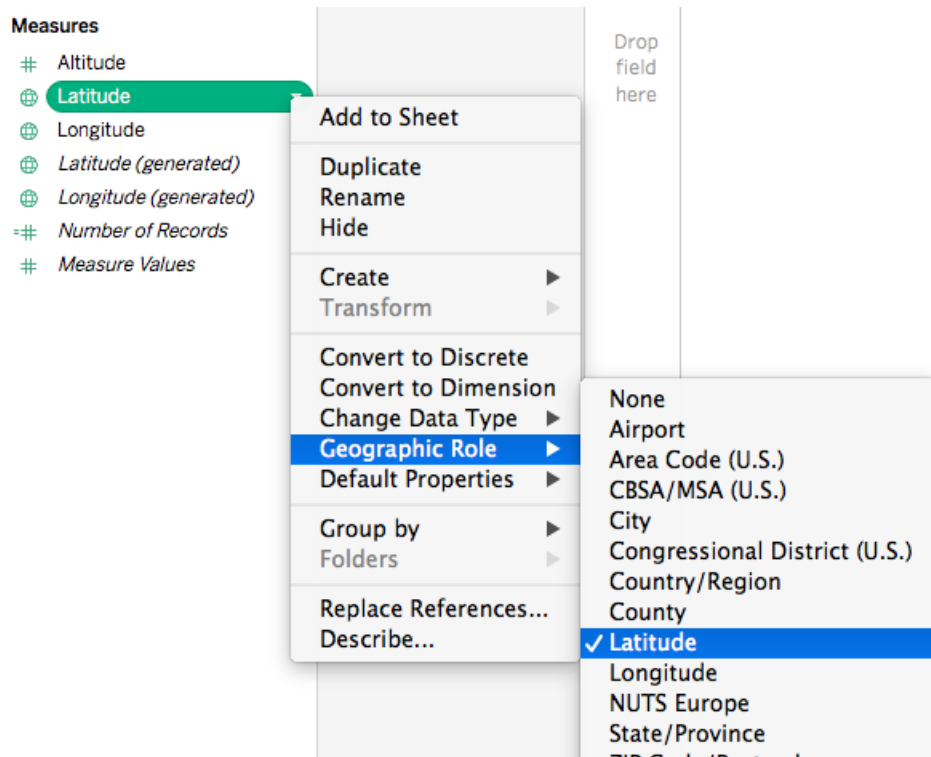 Measures
Altitude
Latitude
Longitude
Latitude (generated)
Longitude (generated)
Number of Records
Measure Values
Drop
field
here
Add to Sheet
Duplicate
Rename
Hide
Create
Transform
Convert to Discrete
Convert to Dimension
Change Data Type
Geographic Role
Default Properties
Group by
Folders
Replace References...
Describe...
None
Airport
Area Code (U.S.)
CBSA/MSA (U.S.)
City
Congressional District (U.S.)
Country/Region
County
✓ Latitude
Longitude
NUTS Europe
State/Province